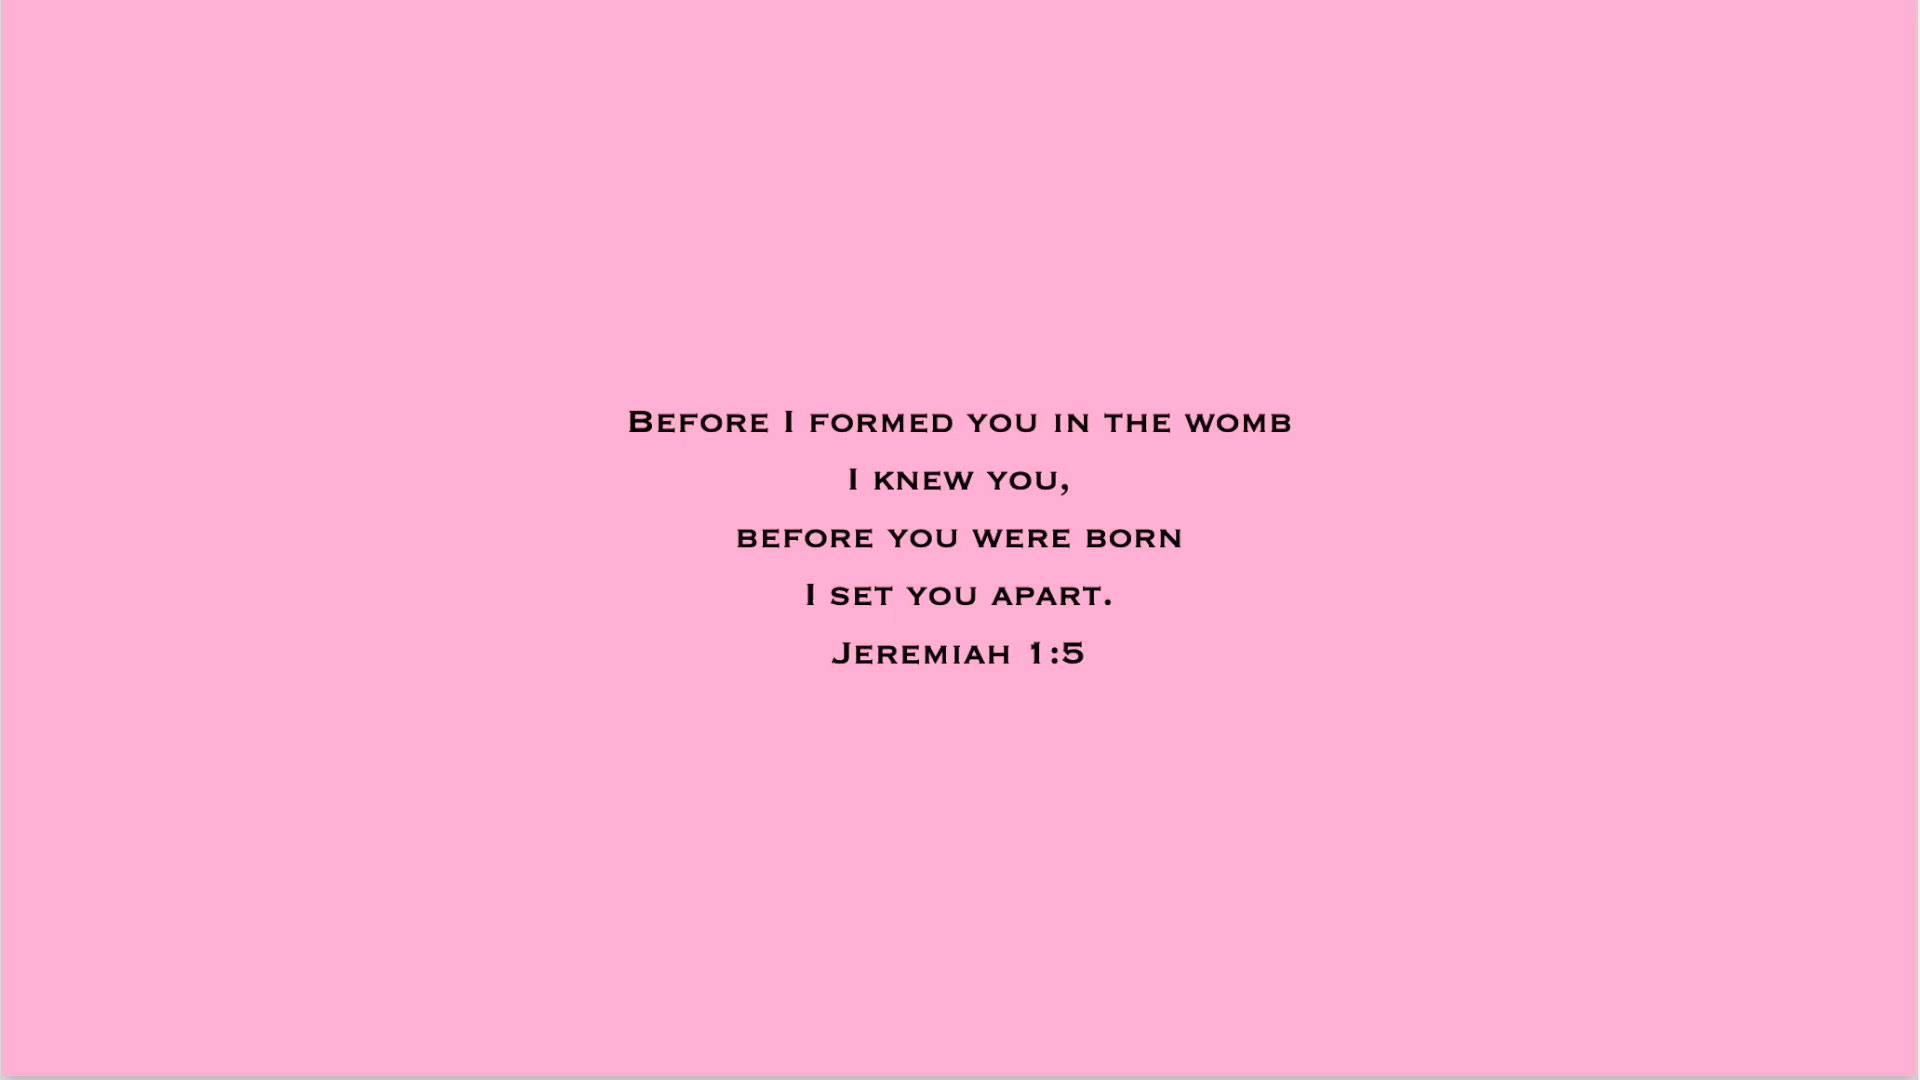 Before I formed you in the womb
I knew you,
before you were born
I set you apart.
Jeremiah 1:5